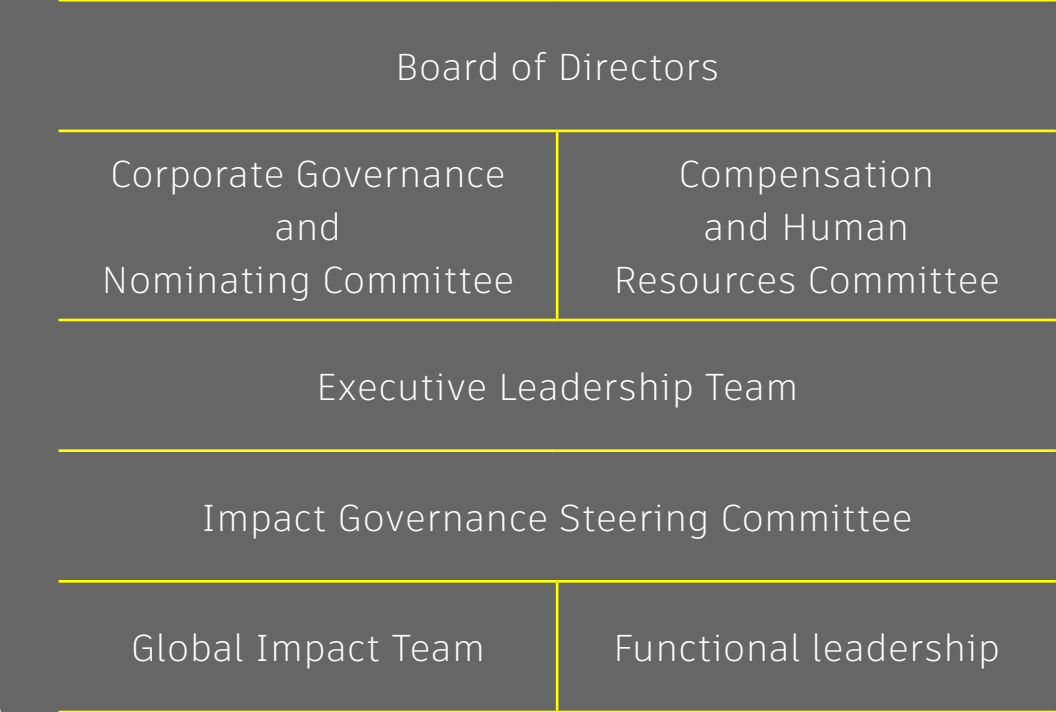 Board of Directors
Corporate Governance
and
Nominating Committee
Compensation
and Human
Resources Committee
Executive Leadership Team
Impact Governance Steering Committee
Global Impact Team
Functional leadership